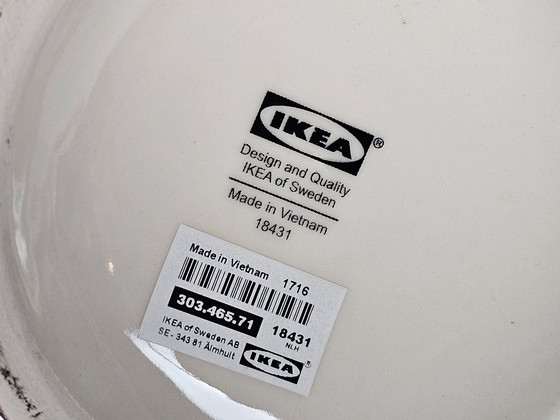 IKEA®
Design and Quality
IKEA of Sweden
Made in Vietnam
18431
Made in Vietnam 1716
303.465.71 18431
NLH
IKEA of Sweden AB
SE - 343 81 Älmhult
IKEA®